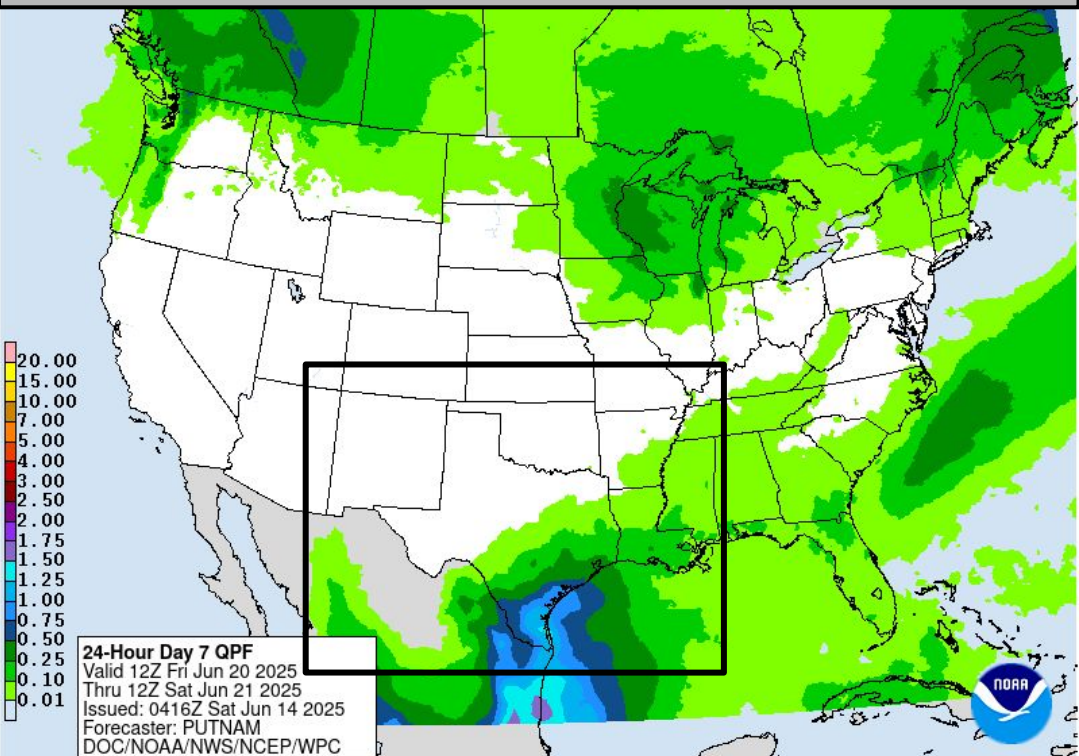 20.00
15.00
10.00
7.00
5.00
4.00
3.00
2.50
2.00
1.75
1.50
1.25
1.00
0.75
0.50
0.25
0.10
0.01
24-Hour Day 7 QPF
Valid 12Z Fri Jun 20 2025
Thru 12Z Sat Jun 21 2025
Issued: 0416Z Sat Jun 14 2025
Forecaster: PUTNAM
DOC/NOAA/NWS/NCEP/WPC
NOAA